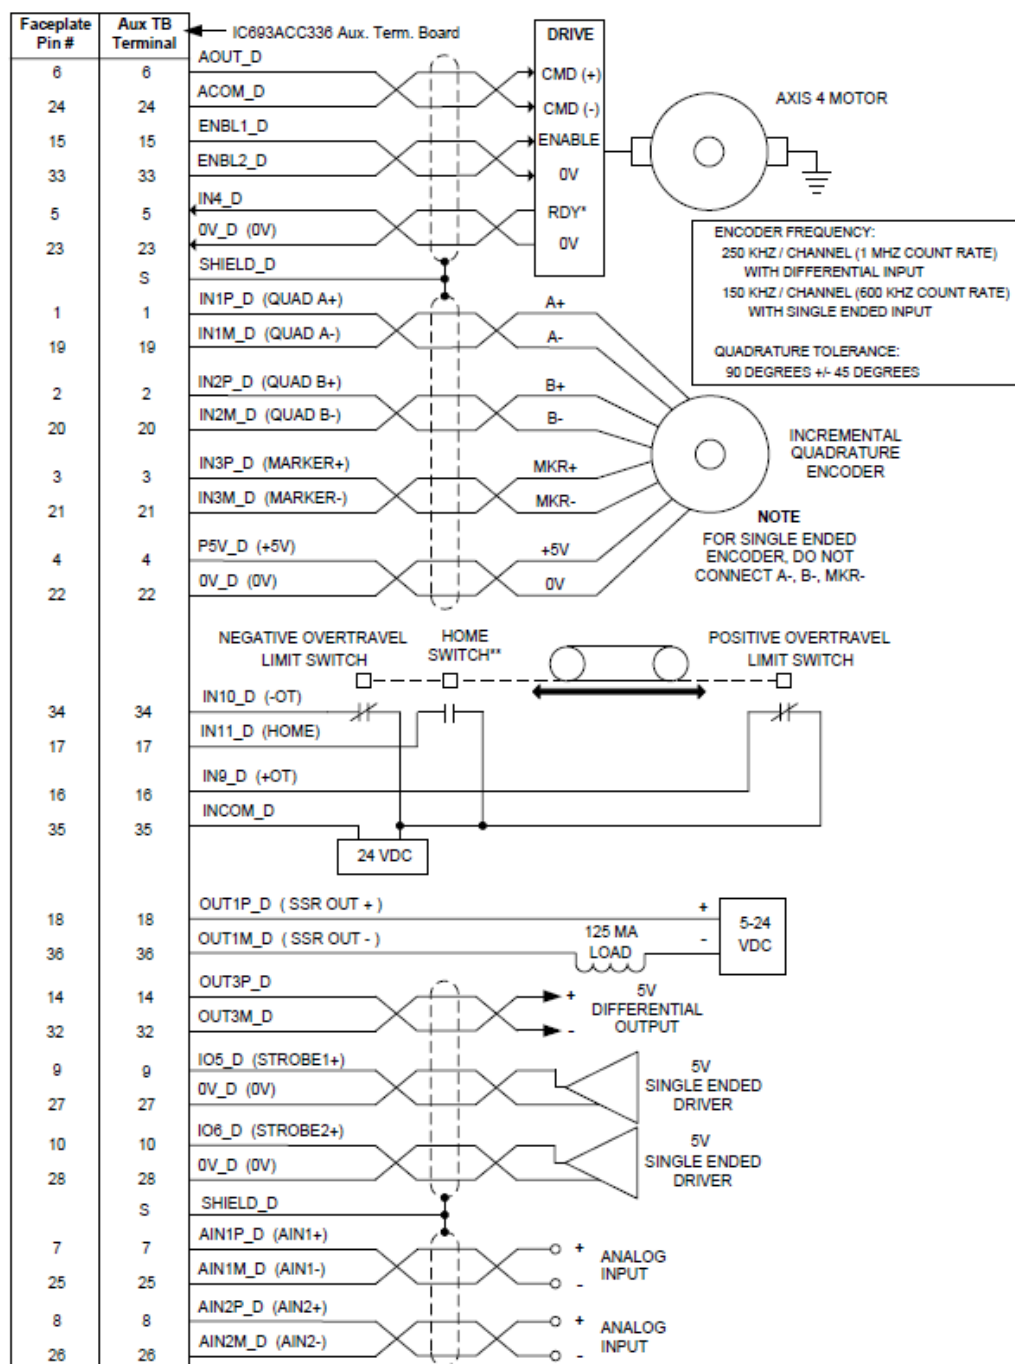 Faceplate Pin #
Aux TB Terminal
IC693ACC336 Aux. Term. Board
DRIVE
6 6 AOUT_D CMD (+)
24 24 ACOM_D CMD (-)
AXIS 4 MOTOR
15 15 ENBL1_D ENABLE
33 33 ENBL2_D 0V
5 5 IN4_D RDY*
23 23 0V_D (0V) 0V
S SHIELD_D
ENCODER FREQUENCY:
250 KHZ / CHANNEL (1 MHZ COUNT RATE)
WITH DIFFERENTIAL INPUT
150 KHZ / CHANNEL (600 KHZ COUNT RATE)
WITH SINGLE ENDED INPUT
QUADRATURE TOLERANCE:
90 DEGREES +/- 45 DEGREES
1 1 IN1P_D (QUAD A+) A+
19 19 IN1M_D (QUAD A-) A-
2 2 IN2P_D (QUAD B+) B+
20 20 IN2M_D (QUAD B-) B-
3 3 IN3P_D (MARKER+) MKR+
21 21 IN3M_D (MARKER-) MKR-
4 4 P5V_D (+5V) +5V
22 22 0V_D (0V) 0V
INCREMENTAL
QUADRATURE
ENCODER
NOTE
FOR SINGLE ENDED
ENCODER, DO NOT
CONNECT A-, B-, MKR-
NEGATIVE OVERTRAVEL
LIMIT SWITCH
HOME
SWITCH**
POSITIVE OVERTRAVEL
LIMIT SWITCH
34 34 IN10_D (-OT)
17 17 IN11_D (HOME)
16 16 IN9_D (+OT)
35 35 INCOM_D
24 VDC
18 18 OUT1P_D ( SSR OUT + ) +
36 36 OUT1M_D ( SSR OUT - ) -
125 MA
LOAD
5-24
VDC
14 14 OUT3P_D +
32 32 OUT3M_D -
5V
DIFFERENTIAL
OUTPUT
9 9 IO5_D (STROBE1+)
27 27 0V_D (0V)
5V
SINGLE ENDED
DRIVER
10 10 IO6_D (STROBE2+)
28 28 0V_D (0V)
5V
SINGLE ENDED
DRIVER
S SHIELD_D
7 7 AIN1P_D (AIN1+) +
25 25 AIN1M_D (AIN1-) -
ANALOG
INPUT
8 8 AIN2P_D (AIN2+) +
26 26 AIN2M_D (AIN2-) -
ANALOG
INPUT